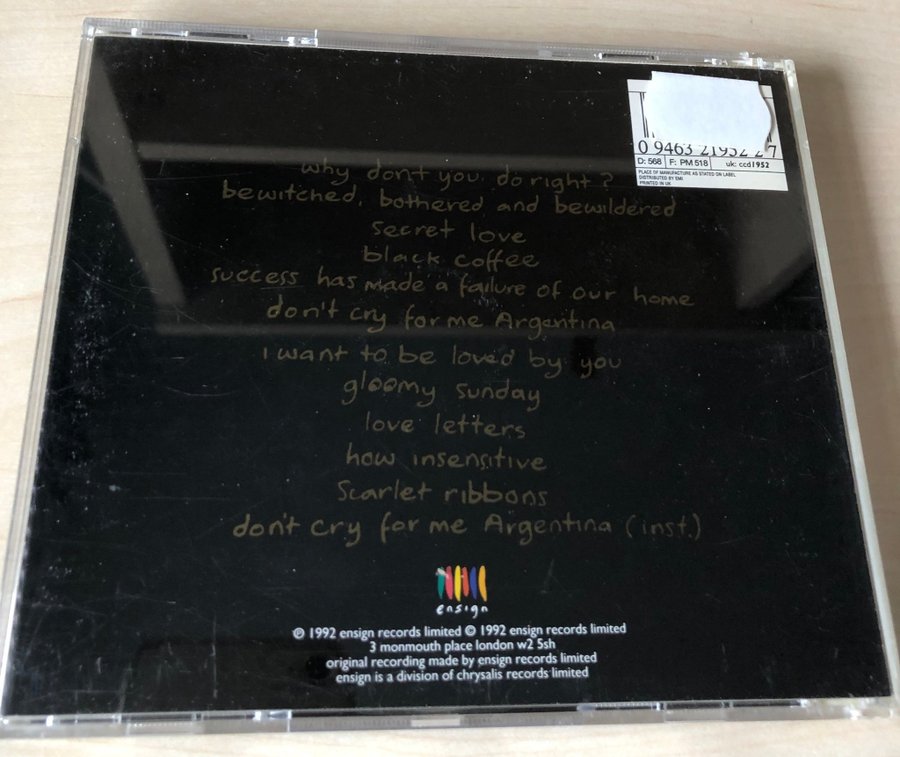 0 9463 21952 2 7
D: 568 F: PM 518 uk: ccd1952
PLACE OF MANUFACTURE AS STATED ON LABEL
DISTRIBUTED BY EMI
PRINTED IN UK
why don't you do right?
bewitched, bothered and bewildered
secret love
black coffee
success has made a failure of our home
don't cry for me Argentina
i want to be loved by you
gloomy sunday
love letters
how insensitive
scarlet ribbons
don't cry for me Argentina (inst.)
ensign
℗ 1992 ensign records limited © 1992 ensign records limited
3 monmouth place london w2 5sh
original recording made by ensign records limited
ensign is a division of chrysalis records limited